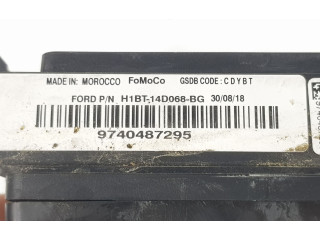 MADE IN: MOROCCO FoMoCo GSDB CODE: CDYBT
FORD P/N H1BT-14D068-BG 30/08/18
9740487295